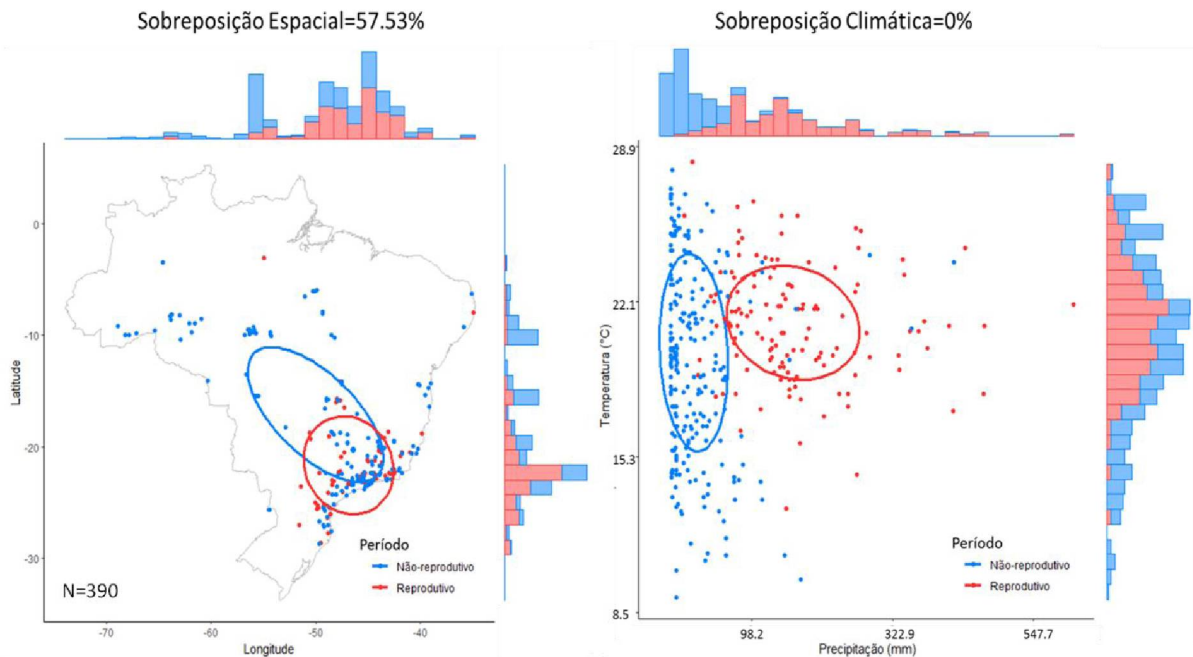 Sobreposição Espacial=57.53%
Sobreposição Climática=0%
0
-10
-20
-30
Latitude
-70
-60
-50
-40
Longitude
N=390
Período
Não-reprodutivo
Reprodutivo
28.9
22.1
15.3
8.5
Temperatura (°C)
98.2
322.9
547.7
Precipitação (mm)
Período
Não-reprodutivo
Reprodutivo